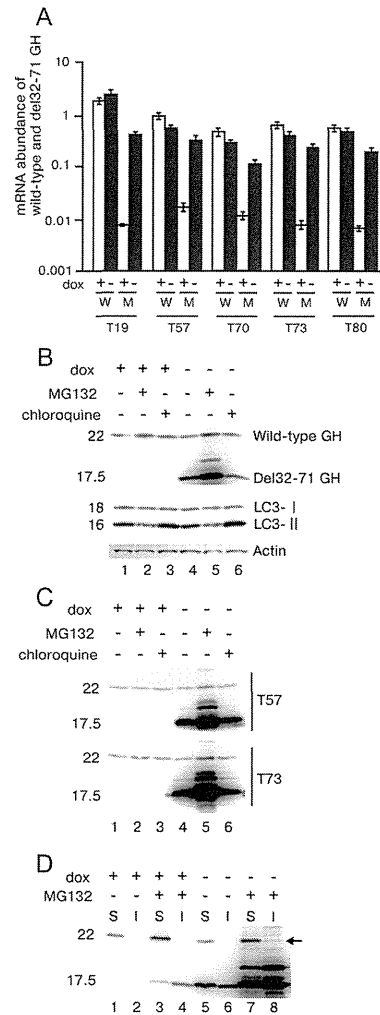 A
mRNA abundance of
wild-type and del32-71 GH
10
1
0.1
0.01
0.001
dox + - + - + - + - + - + - + - + - + - + -
W M W M W M W M W M
T19 T57 T70 T73 T80
B
dox + + + - - -
MG132 - + - - + -
chloroquine - - + - - +
22 Wild-type GH
17.5 Del32-71 GH
18 LC3-I
16 LC3-II
Actin
1 2 3 4 5 6
C
dox + + + - - -
MG132 - + - - + -
chloroquine - - + - - +
22
17.5
T57
22
17.5
T73
1 2 3 4 5 6
D
dox + + + + - - - -
MG132 - - + + - - + +
S I S I S I S I
22
17.5
1 2 3 4 5 6 7 8